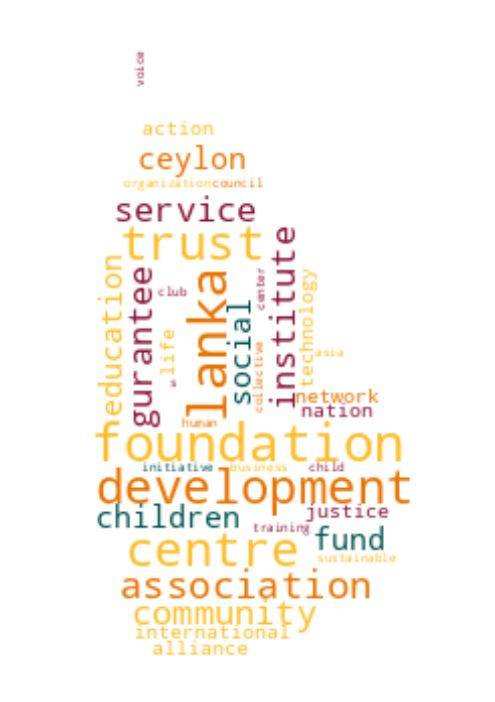 voice
action
ceylon
organization council
service
trust
education
gurantee
club
life
lanka
social
center
collective
institute
technology
asia
network
nation
human
foundation
initiative business child
development
children justice
training fund
centre
sustainable
association
community
international
alliance